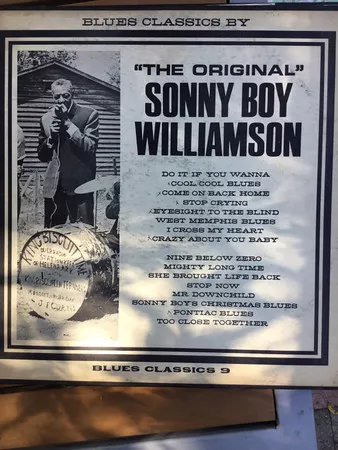 BLUES CLASSICS BY
"THE ORIGINAL"
SONNY BOY
WILLIAMSON
DO IT IF YOU WANNA
COOL COOL BLUES
COME ON BACK HOME
STOP CRYING
EYESIGHT TO THE BLIND
WEST MEMPHIS BLUES
I CROSS MY HEART
CRAZY ABOUT YOU BABY
NINE BELOW ZERO
MIGHTY LONG TIME
SHE BROUGHT LIFE BACK
STOP NOW
MR. DOWNCHILD
SONNY BOY'S CHRISTMAS BLUES
PONTIAC BLUES
TOO CLOSE TOGETHER
KING BISCUIT TIME
BLUES CLASSICS 9